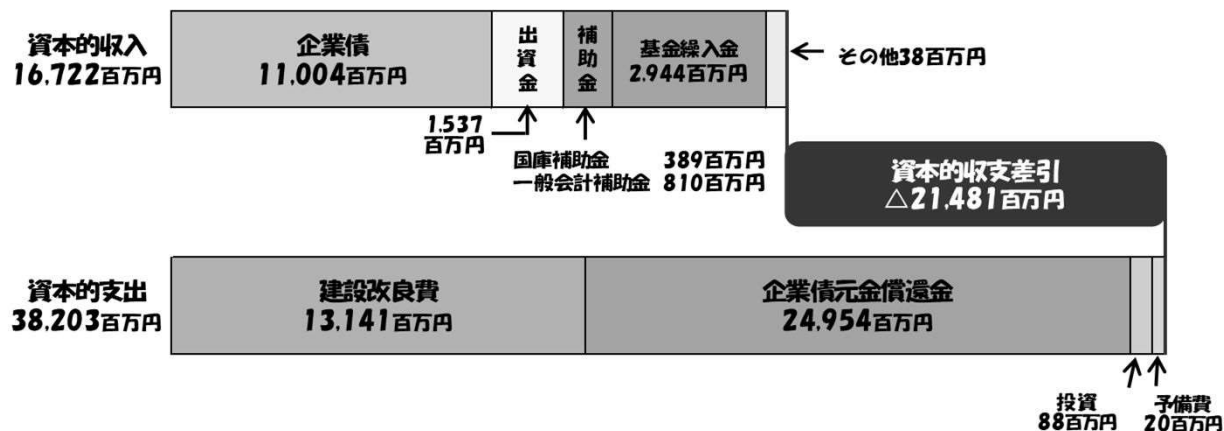 資本的収入
16,722百万円
企業債
11,004百万円
出資金
補助金
基金繰入金
2,944百万円
その他38百万円
1,537
百万円
国庫補助金 389百万円
一般会計補助金 810百万円
資本的収支差引
△21,481百万円
資本的支出
38,203百万円
建設改良費
13,141百万円
企業債元金償還金
24,954百万円
投資
88百万円
予備費
20百万円